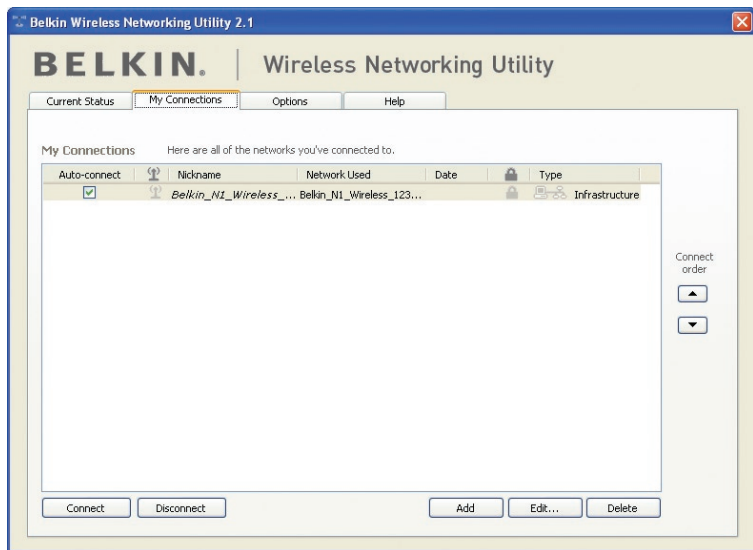 Belkin Wireless Networking Utility 2.1
BELKIN. | Wireless Networking Utility
Current Status My Connections Options Help
My Connections Here are all of the networks you've connected to.
Auto-connect Nickname Network Used Date Type
Belkin_N1_Wireless_... Belkin_N1_Wireless_123... Infrastructure
Connect
order
Connect Disconnect Add Edit... Delete